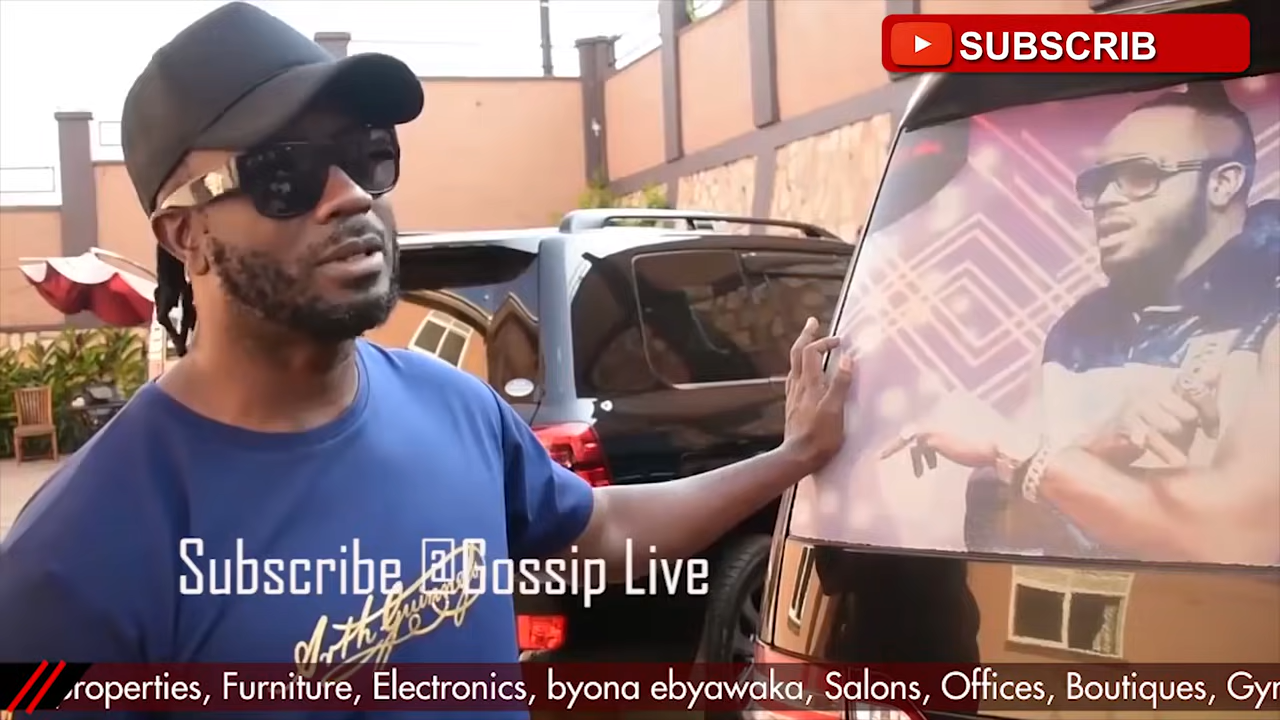 SUBSCRIB
Subscribe @Gossip Live
roperties, Furniture, Electronics, byona ebyawaka, Salons, Offices, Boutiques, Gy